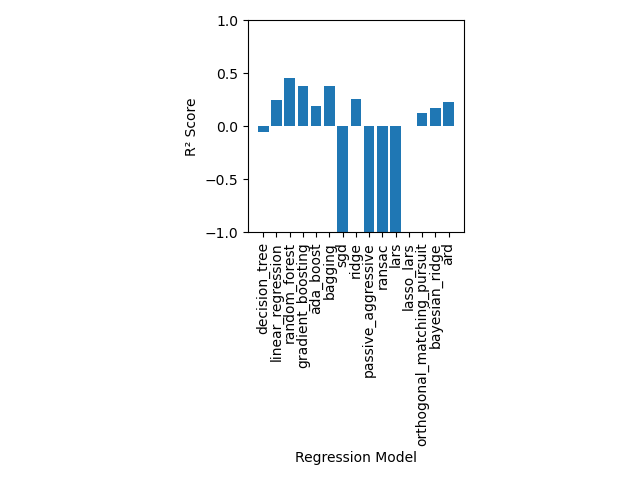 1.0
0.5
0.0
−0.5
−1.0
R² Score
decision_tree
linear_regression
random_forest
gradient_boosting
ada_boost
bagging
sgd
ridge
passive_aggressive
ransac
lars
lasso_lars
orthogonal_matching_pursuit
bayesian_ridge
ard
Regression Model